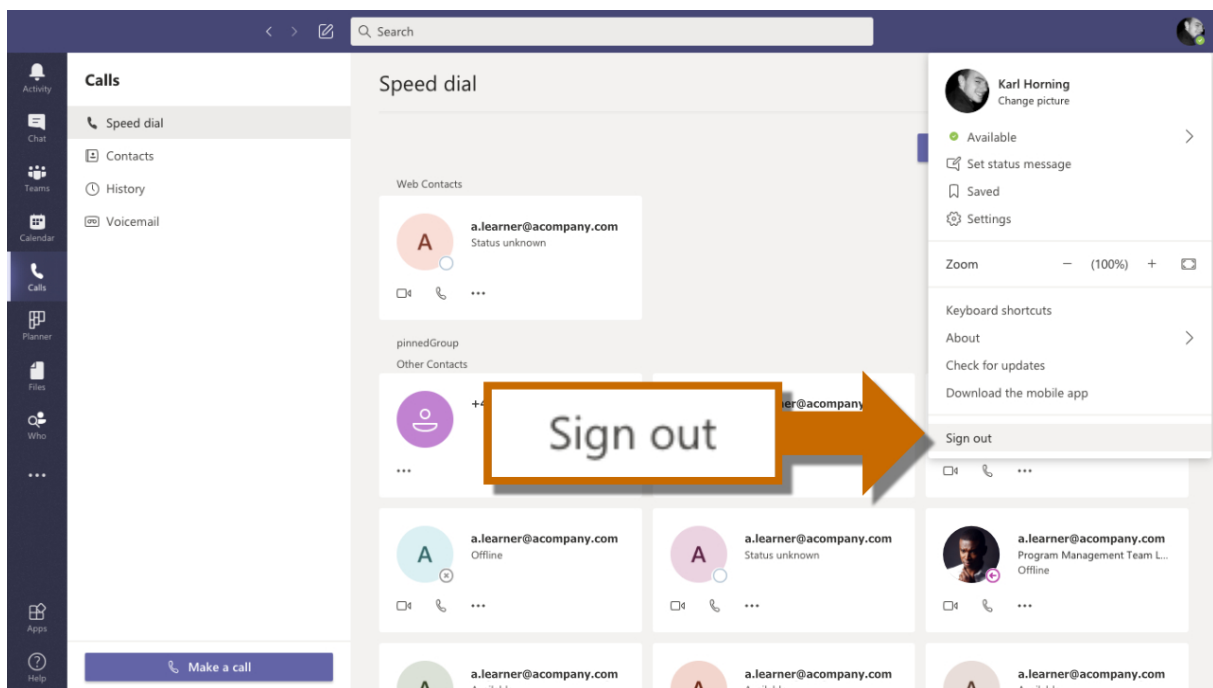 Search
Activity
Chat
Teams
Calendar
Calls
Planner
Files
Who
Apps
Help
Calls
Speed dial
Contacts
History
Voicemail
Make a call
Speed dial
Web Contacts
a.learner@acompany.com
Status unknown
pinnedGroup
Other Contacts
a.learner@acompany.com
Offline
a.learner@acompany.com
Status unknown
a.learner@acompany.com
Program Management Team L...
Offline
a.learner@acompany.com
a.learner@acompany.com
a.learner@acompany.com
Sign out
Karl Horning
Change picture
Available
Set status message
Saved
Settings
Zoom − (100%) +
Keyboard shortcuts
About
Check for updates
Download the mobile app
Sign out